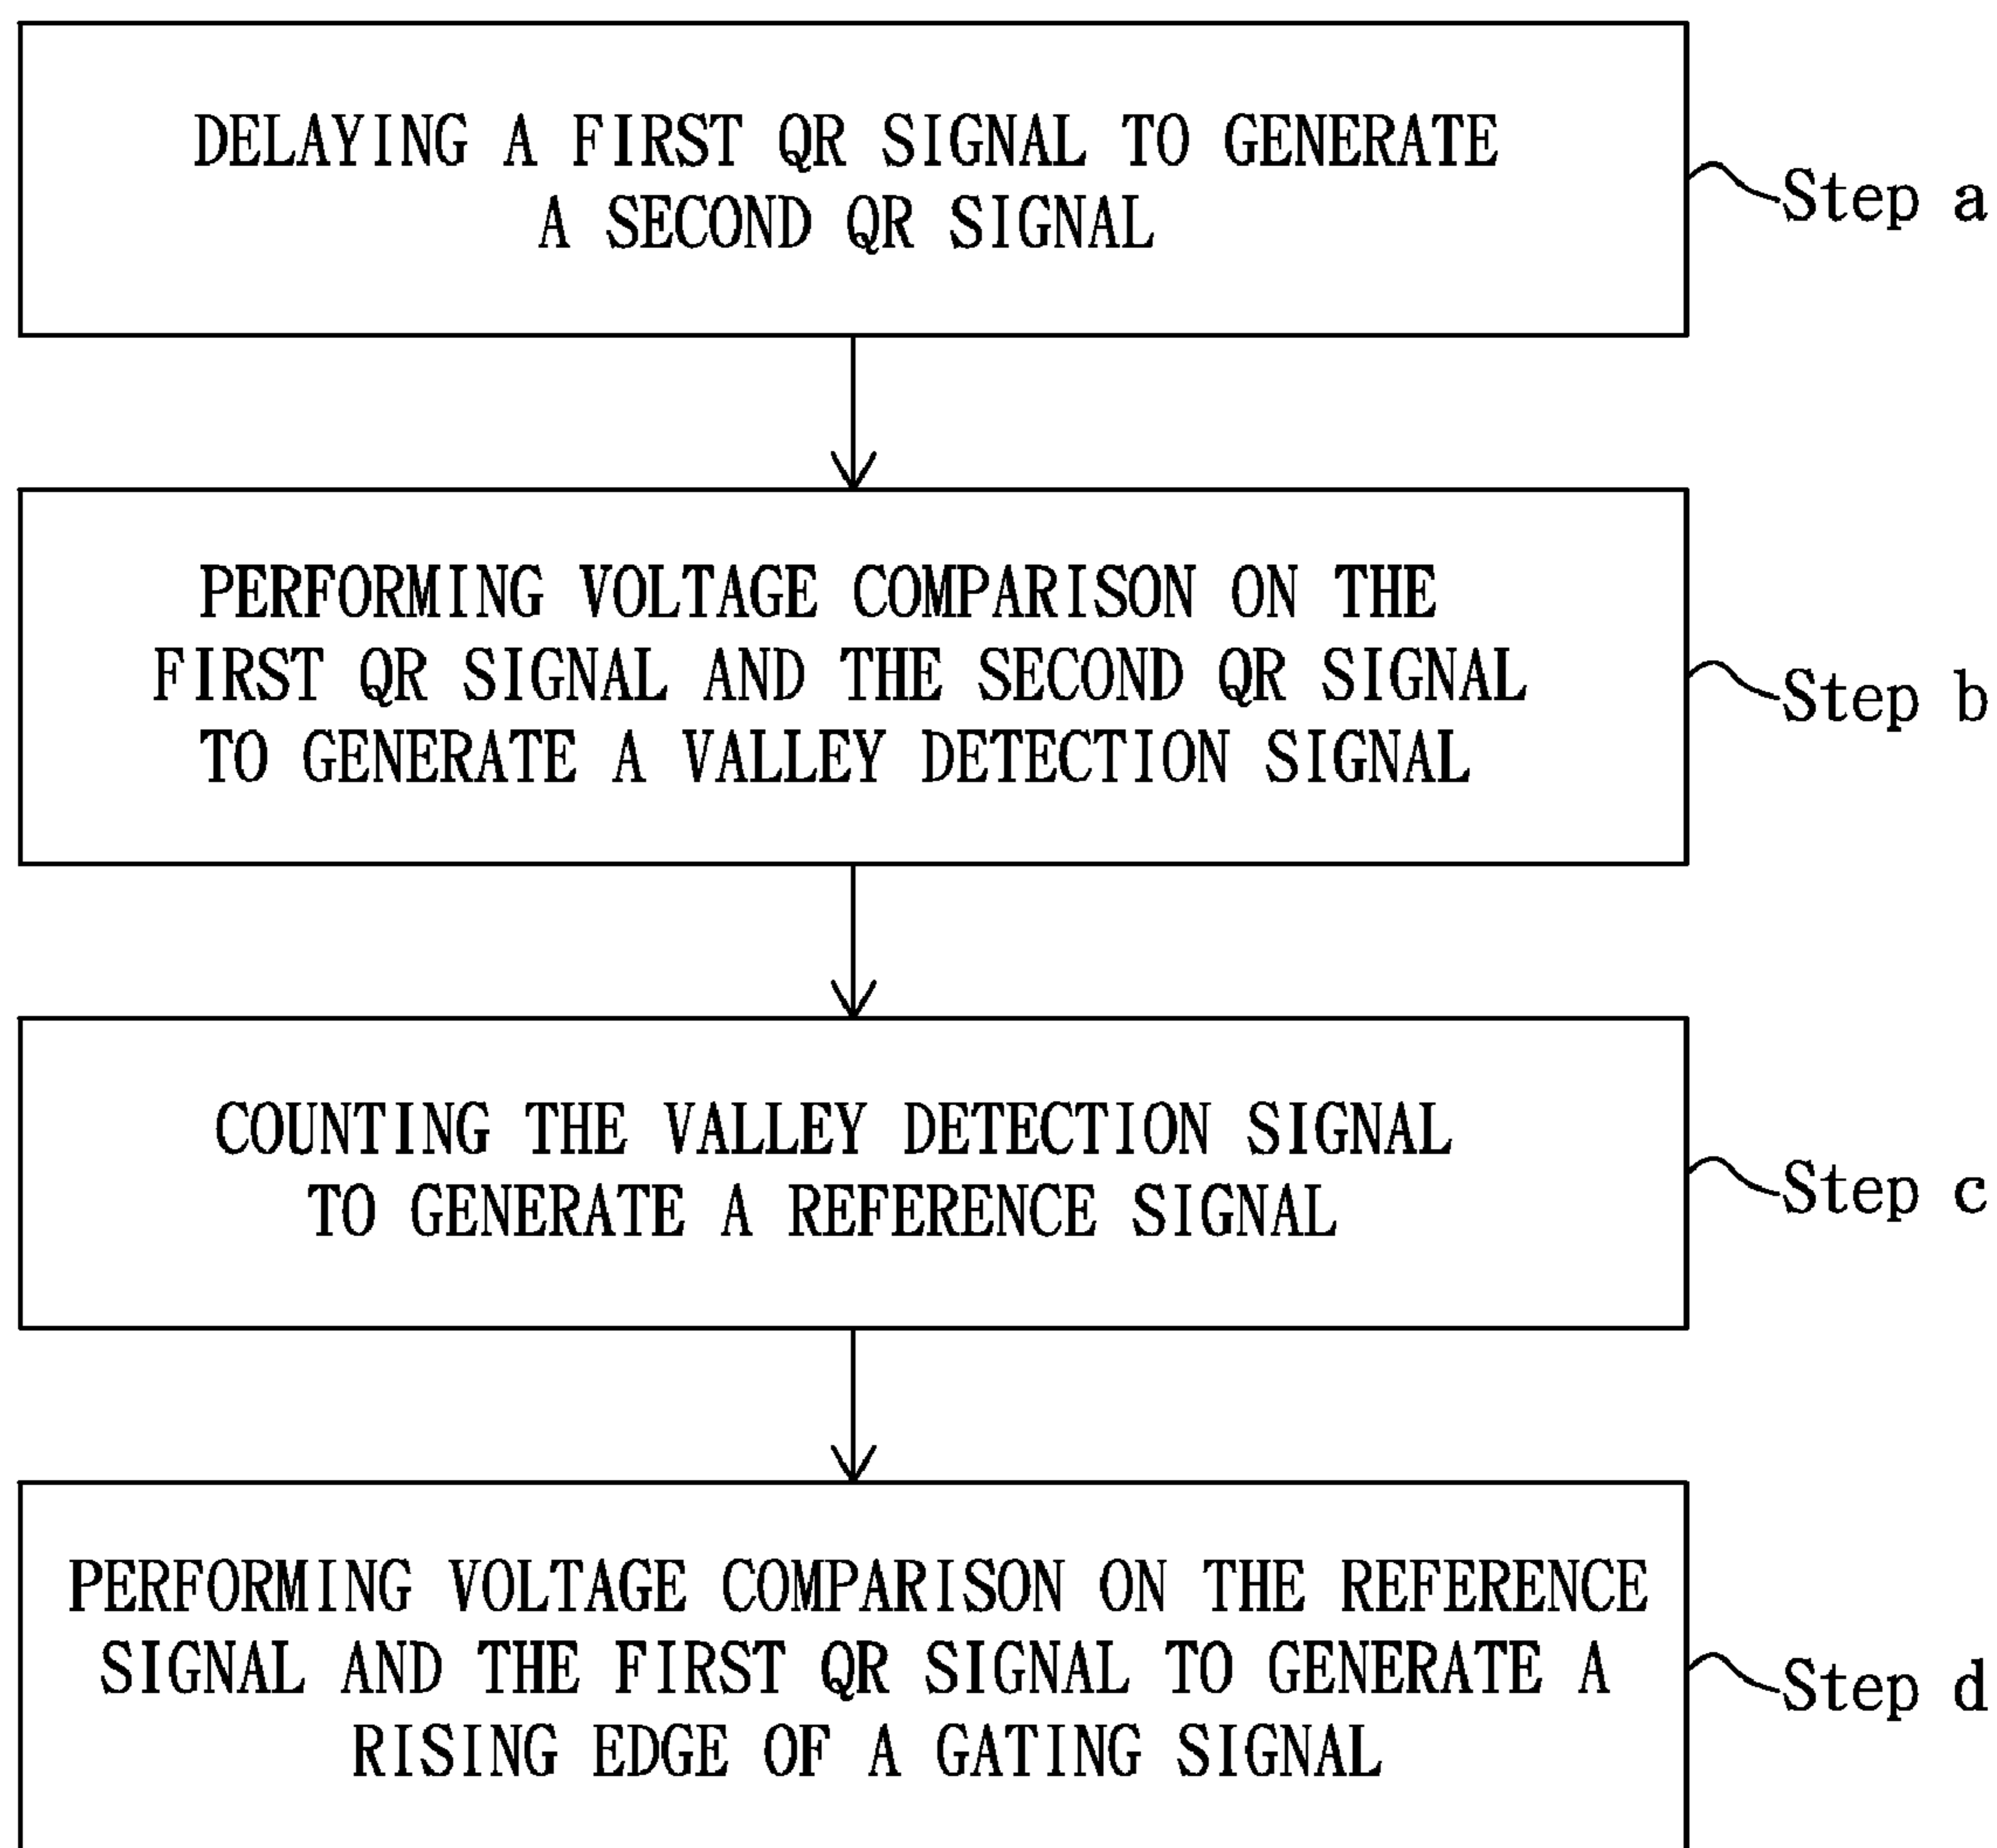 DELAYING A FIRST QR SIGNAL TO GENERATE
A SECOND QR SIGNAL
Step a
PERFORMING VOLTAGE COMPARISON ON THE
FIRST QR SIGNAL AND THE SECOND QR SIGNAL
TO GENERATE A VALLEY DETECTION SIGNAL
Step b
COUNTING THE VALLEY DETECTION SIGNAL
TO GENERATE A REFERENCE SIGNAL
Step c
PERFORMING VOLTAGE COMPARISON ON THE REFERENCE
SIGNAL AND THE FIRST QR SIGNAL TO GENERATE A
RISING EDGE OF A GATING SIGNAL
Step d